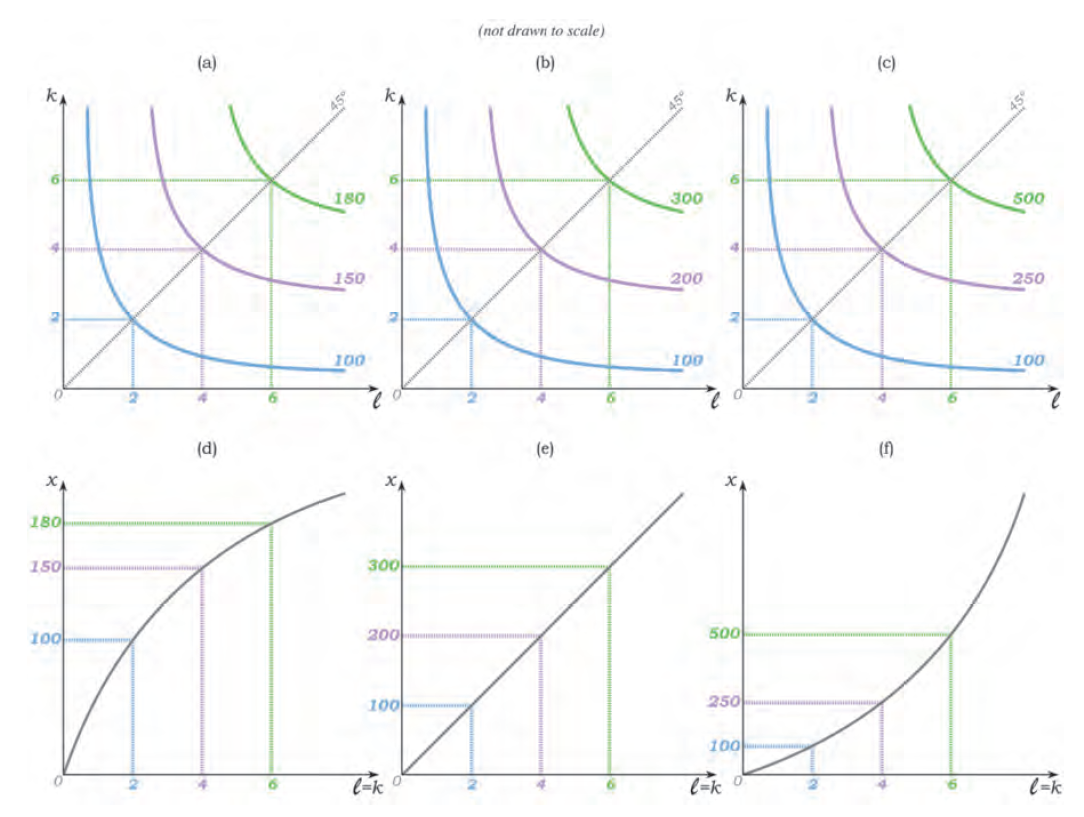 (not drawn to scale)
(a) (b) (c)
k 45° k 45° k 45°
6 180 6 300 6 500
4 150 4 200 4 250
2 100 2 100 2 100
0 2 4 6 ℓ 0 2 4 6 ℓ 0 2 4 6 ℓ
(d) (e) (f)
x x x
180
150 300
100 200 500
100 250
100
0 2 4 6 ℓ=k 0 2 4 6 ℓ=k 0 2 4 6 ℓ=k